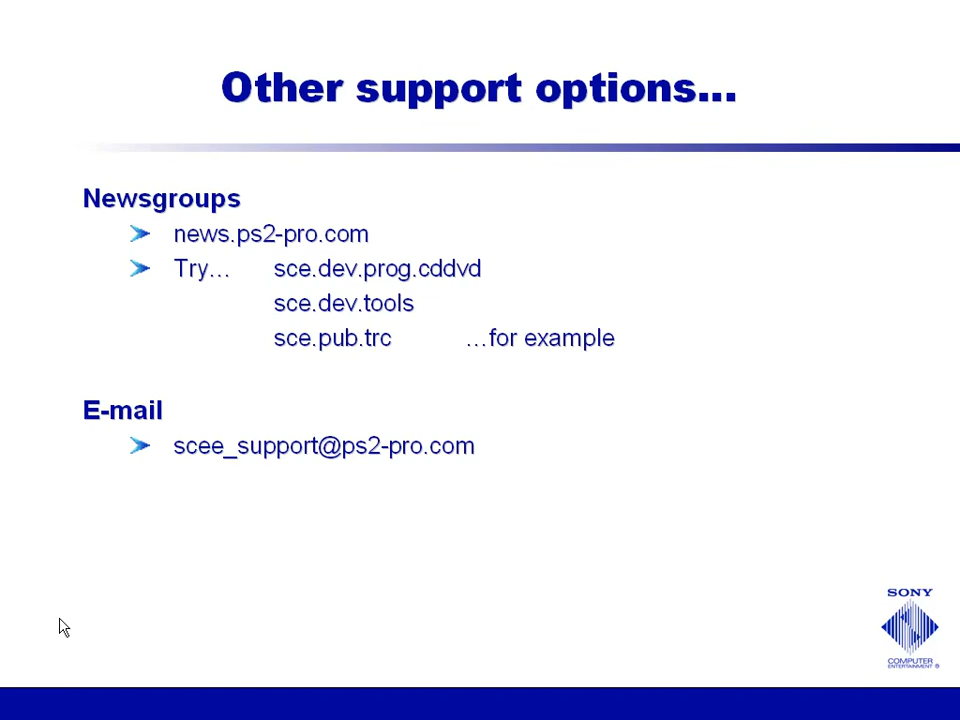 Other support options...
Newsgroups
news.ps2-pro.com
Try... sce.dev.prog.cddvd
sce.dev.tools
sce.pub.trc ...for example
E-mail
scee_support@ps2-pro.com
SONY
COMPUTER
ENTERTAINMENT ®